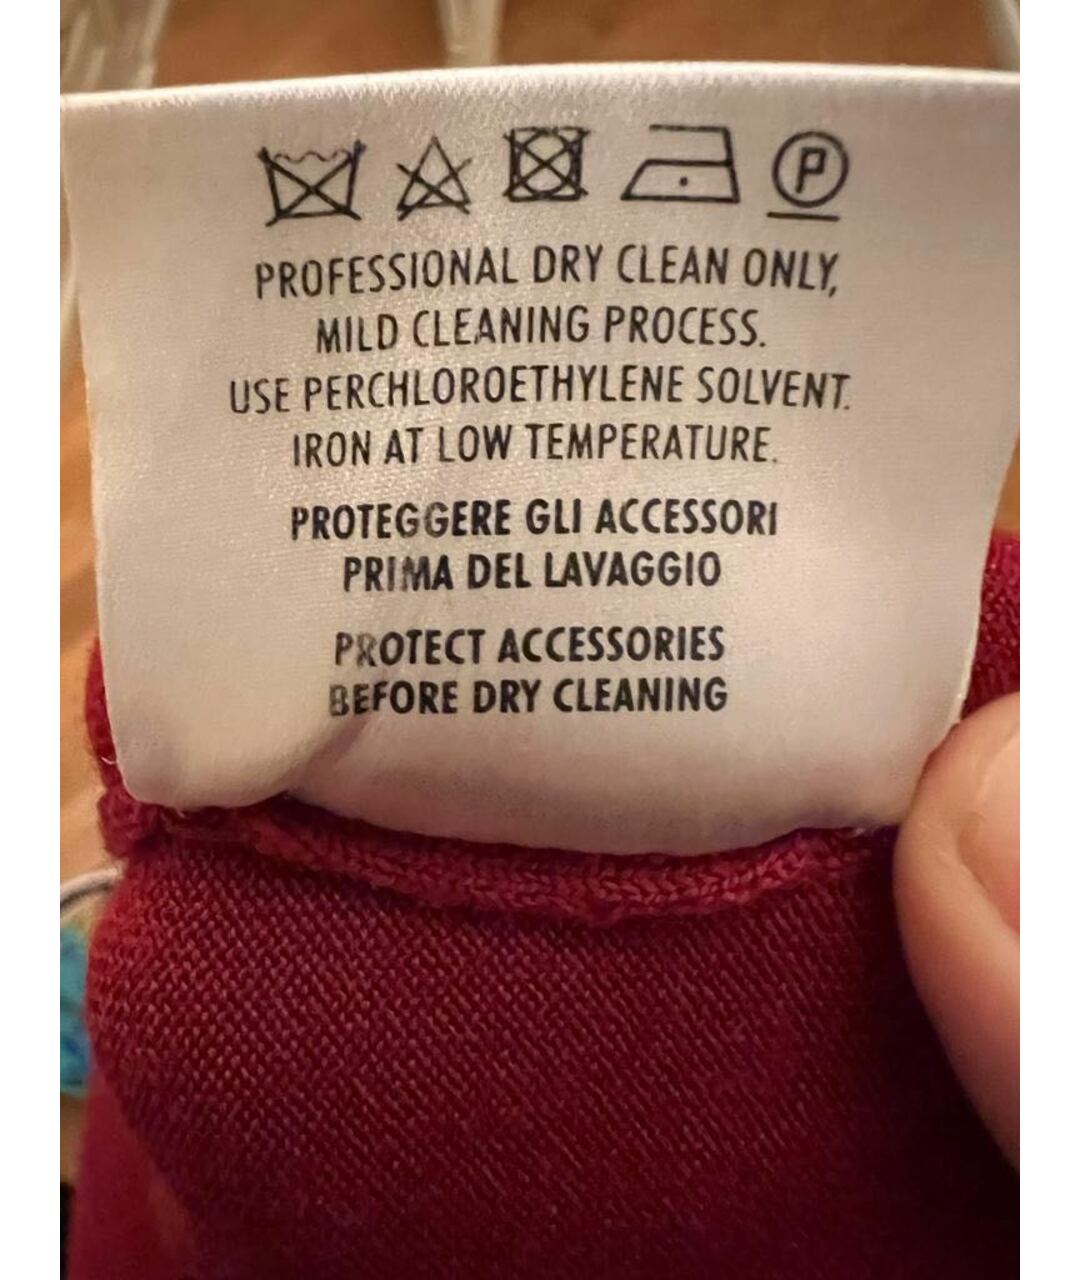 P
PROFESSIONAL DRY CLEAN ONLY,
MILD CLEANING PROCESS.
USE PERCHLOROETHYLENE SOLVENT.
IRON AT LOW TEMPERATURE.
PROTEGGERE GLI ACCESSORI
PRIMA DEL LAVAGGIO
PROTECT ACCESSORIES
BEFORE DRY CLEANING